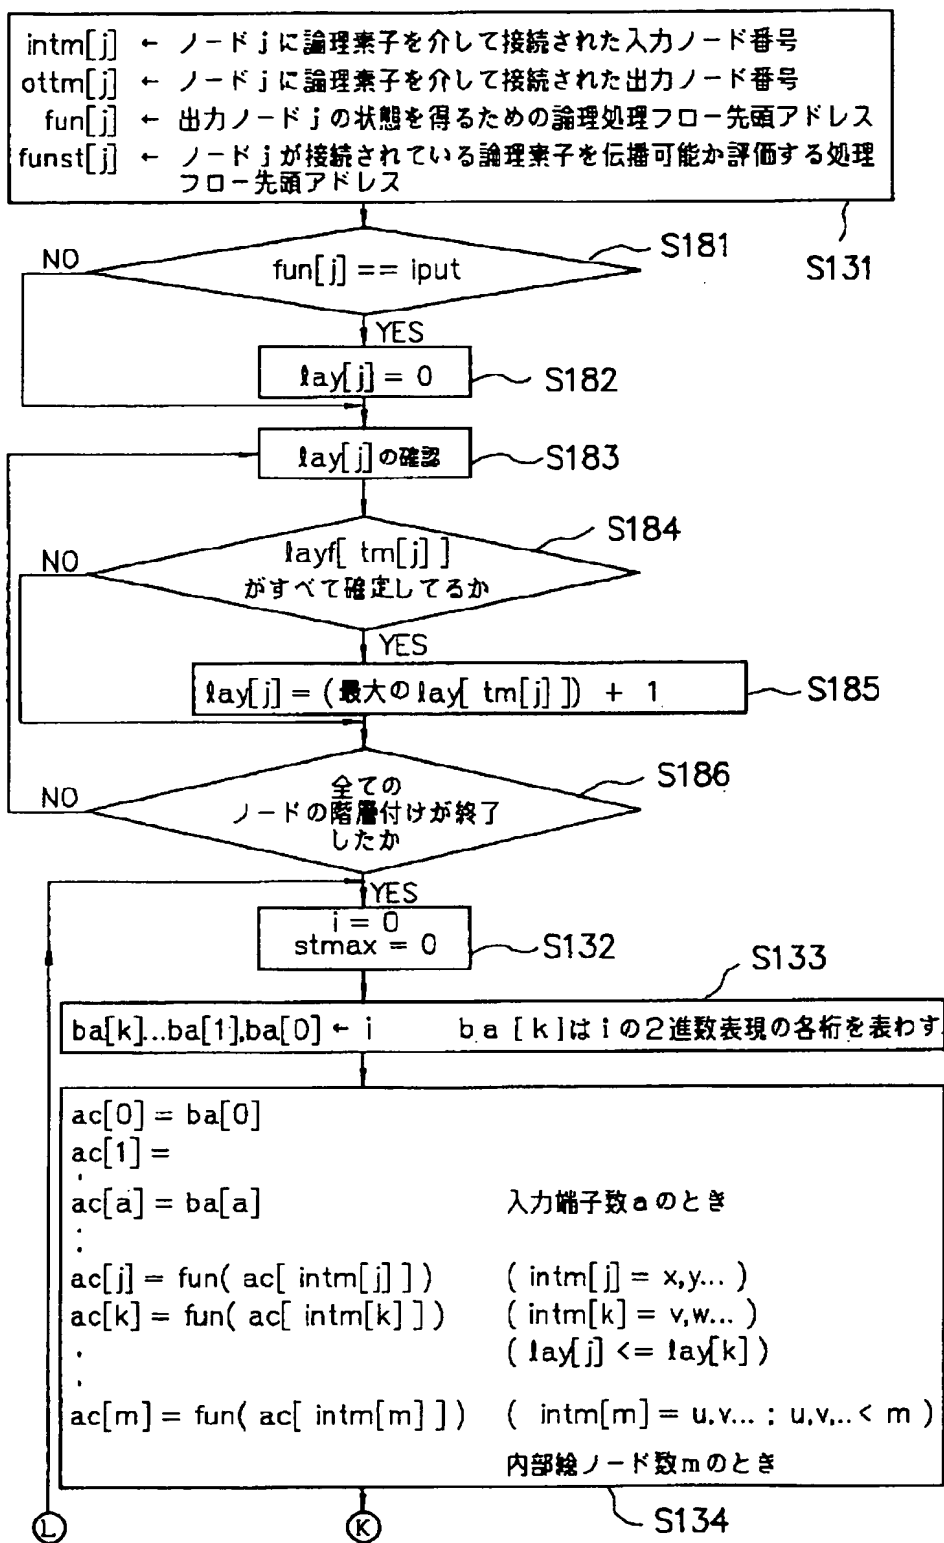 intm[j] ← ノードjに論理素子を介して接続された入力ノード番号
ottm[j] ← ノードjに論理素子を介して接続された出力ノード番号
fun[j] ← 出力ノードjの状態を得るための論理処理フロー先頭アドレス
funst[j] ← ノードjが接続されている論理素子を伝播可能か評価する処理
フロー先頭アドレス
S131
S181
NO
fun[j] == iput
YES
lay[j] = 0
S182
lay[j]の確認
S183
S184
NO
layf[ tm[j] ]
がすべて確定してるか
YES
lay[j] = (最大の lay[ tm[j] ]) + 1
S185
S186
NO
全ての
ノードの階層付けが終了
したか
YES
i = 0
stmax = 0
S132
S133
ba[k]...ba[1],ba[0] ← i ba[k]はiの2進数表現の各桁を表わす
ac[0] = ba[0]
ac[1] =
ac[a] = ba[a] 入力端子数aのとき
ac[j] = fun( ac[ intm[j] ]) ( intm[j] = x,y... )
ac[k] = fun( ac[ intm[k] ]) ( intm[k] = v,w... )
( lay[j] <= lay[k] )
ac[m] = fun( ac[ intm[m] ]) ( intm[m] = u,v... : u,v,.. < m )
内部総ノード数mのとき
S134
L
K